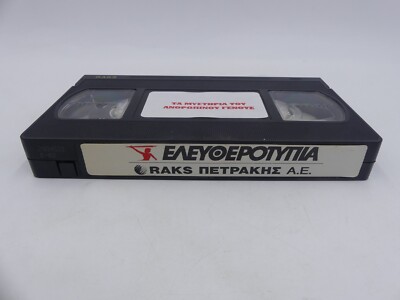 ΤΑ ΜΥΣΤΗΡΙΑ ΤΟΥ
ΑΝΘΡΩΠΙΝΟΥ ΓΕΝΟΥΣ
ΕΛΕΥΘΕΡΟΤΥΠΙΑ
RAKS ΠΕΤΡΑΚΗΣ Α.Ε.